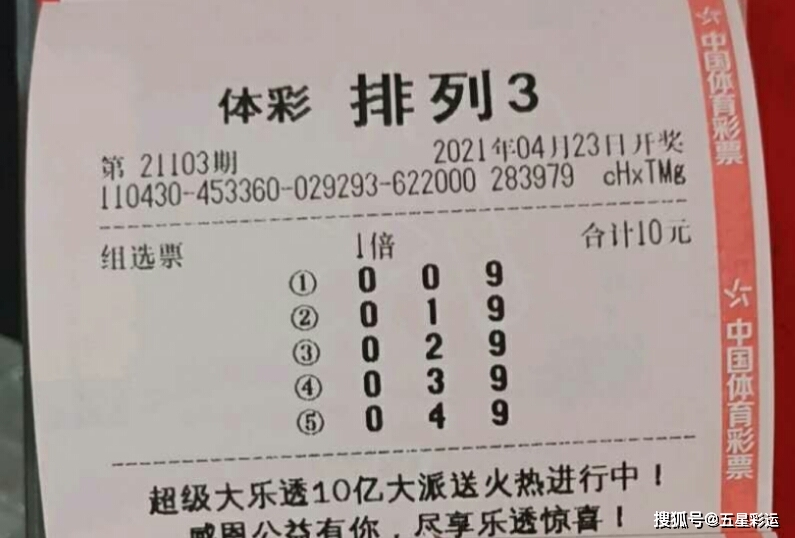 体彩 排列3
第 21103期 2021年04月23日开奖
110430-453360-029293-622000 283979 cHxTMg
组选票 1倍 合计10元
① 0 0 9
② 0 1 9
③ 0 2 9
④ 0 3 9
⑤ 0 4 9
超级大乐透10亿大派送火热进行中！
感恩公益有你，尽享乐透惊喜！
中国体育彩票
中国体育彩票
搜狐号@五星彩运